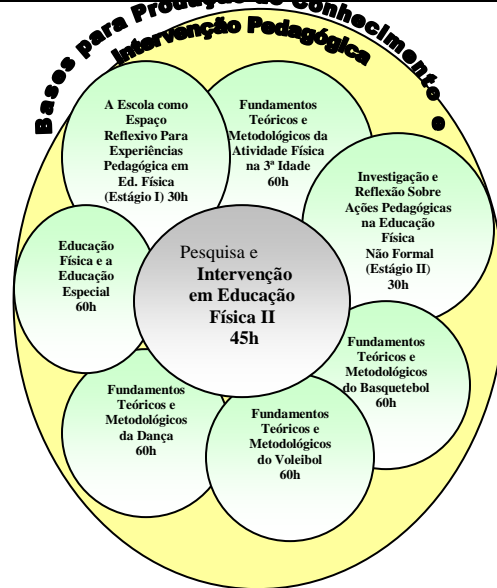 Bases para Produção do Conhecimento e
Intervenção Pedagógica
A Escola como
Espaço
Reflexivo Para
Experiências
Pedagógica em
Ed. Física
(Estágio I) 30h
Fundamentos
Teóricos e
Metodológicos da
Atividade Física
na 3ª Idade
60h
Investigação e
Reflexão Sobre
Ações Pedagógicas
na Educação
Física
Não Formal
(Estágio II)
30h
Educação
Física e a
Educação
Especial
60h
Pesquisa e
Intervenção
em Educação
Física II
45h
Fundamentos
Teóricos e
Metodológicos
do Basquetebol
60h
Fundamentos
Teóricos e
Metodológicos
da Dança
60h
Fundamentos
Teóricos e
Metodológicos
do Voleibol
60h